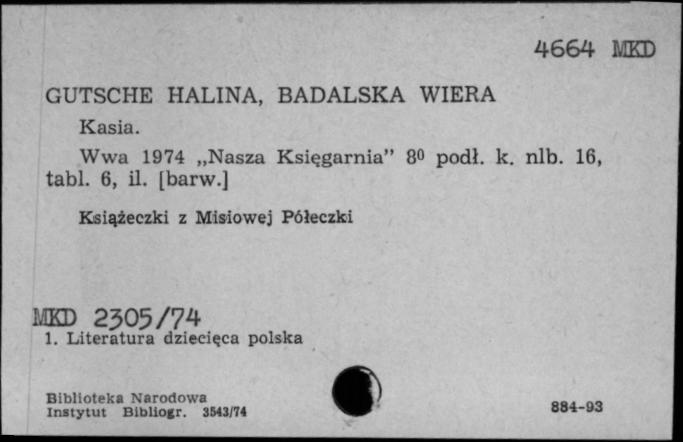 4664 MKD
GUTSCHE HALINA, BADALSKA WIERA
Kasia.
Wwa 1974 „Nasza Księgarnia” 8⁰ podł. k. nlb. 16,
tabl. 6, il. [barw.]
Książeczki z Misiowej Półeczki
MKD 2305/74
1. Literatura dziecięca polska
Biblioteka Narodowa
Instytut Bibliogr. 3543/74
884-93